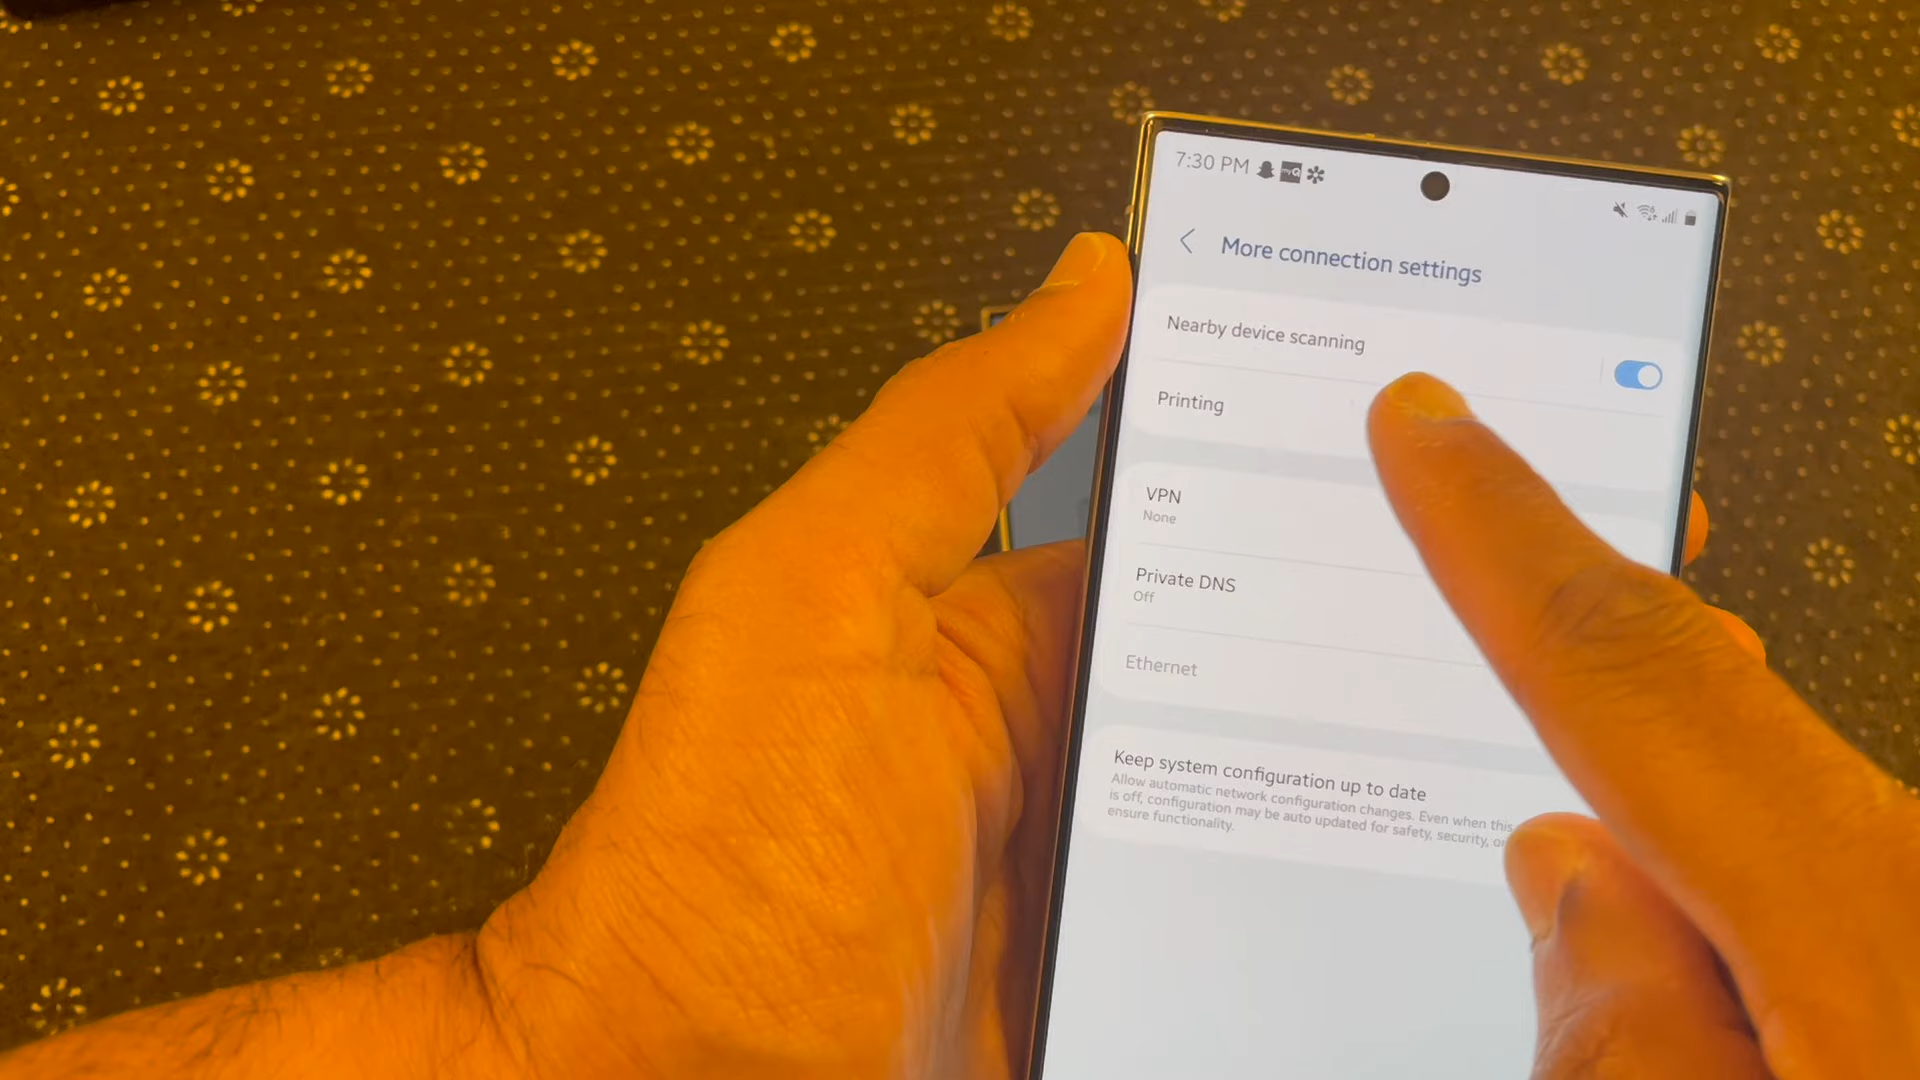 7:30 PM
myQ
More connection settings
Nearby device scanning
Printing
VPN
None
Private DNS
Off
Ethernet
Keep system configuration up to date
Allow automatic network configuration changes. Even when this
is off, configuration may be auto updated for safety, security, or
ensure functionality.